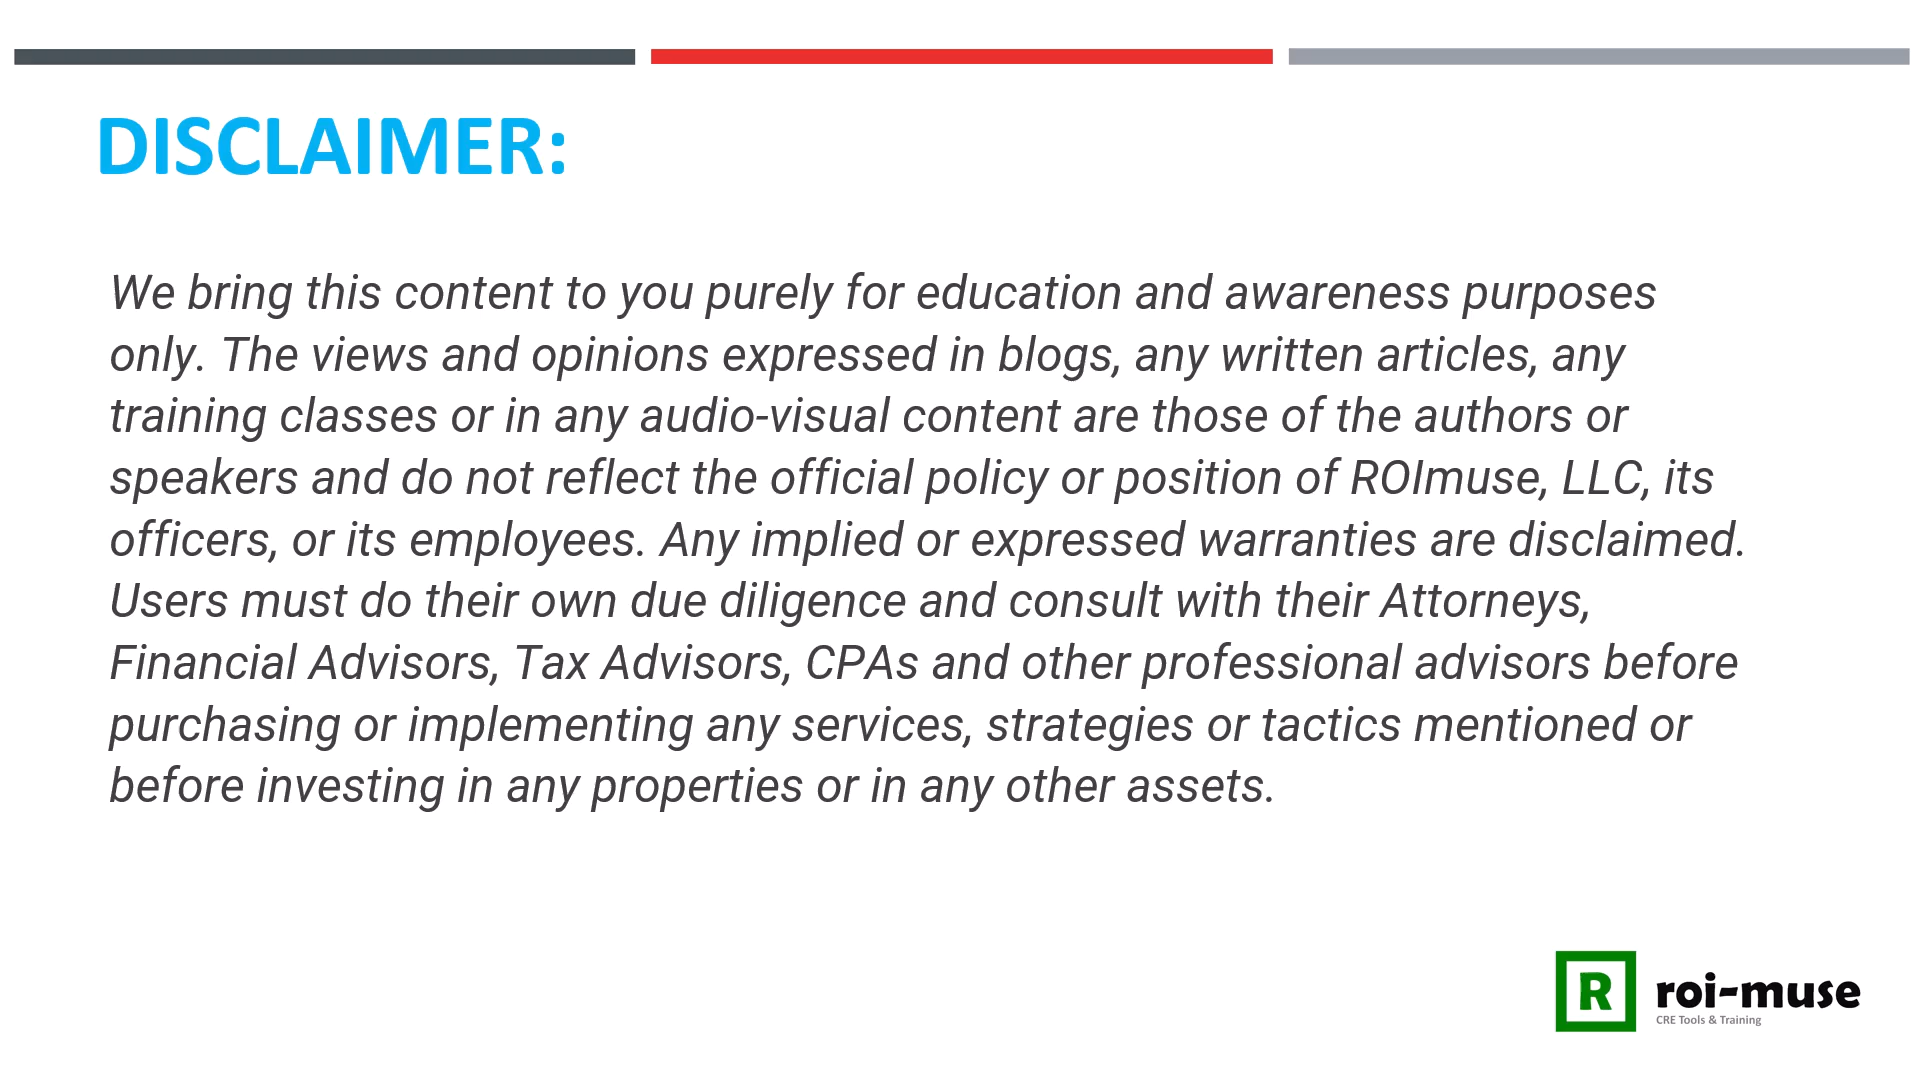 DISCLAIMER:
We bring this content to you purely for education and awareness purposes
only. The views and opinions expressed in blogs, any written articles, any
training classes or in any audio-visual content are those of the authors or
speakers and do not reflect the official policy or position of ROImuse, LLC, its
officers, or its employees. Any implied or expressed warranties are disclaimed.
Users must do their own due diligence and consult with their Attorneys,
Financial Advisors, Tax Advisors, CPAs and other professional advisors before
purchasing or implementing any services, strategies or tactics mentioned or
before investing in any properties or in any other assets.
R
roi-muse
CRE Tools & Training